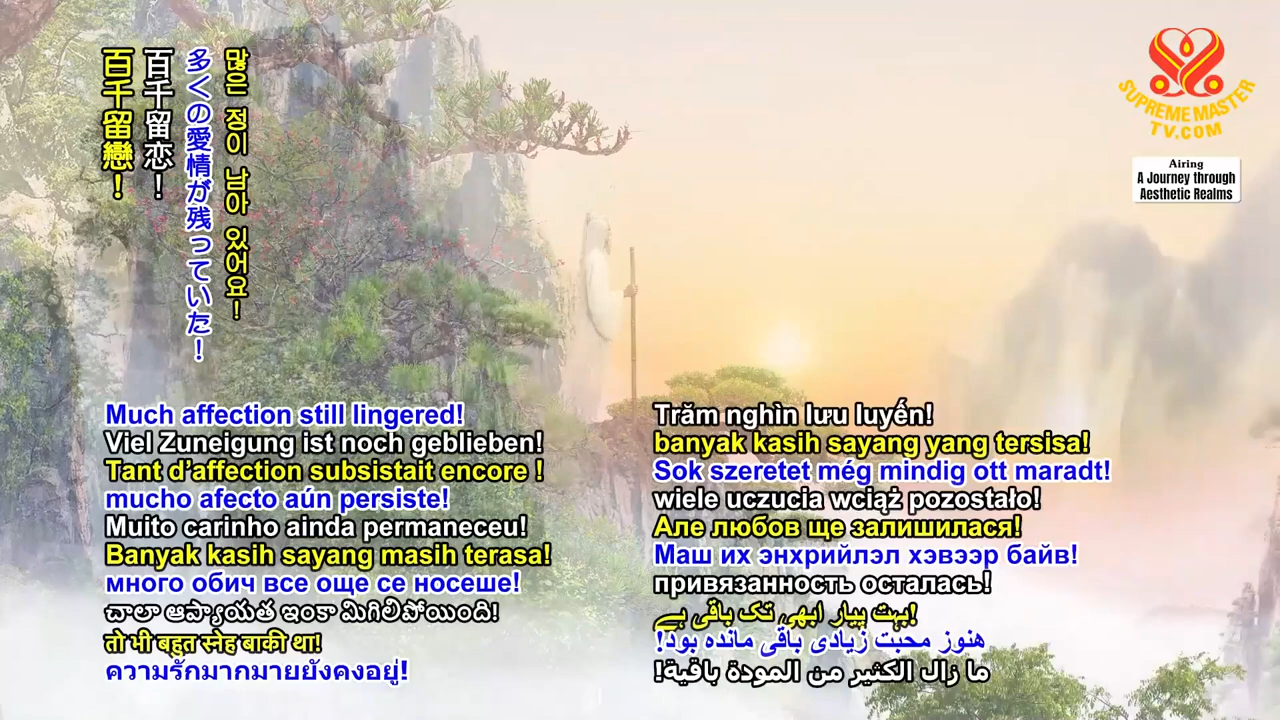 百千留戀！
百千留恋！
多くの愛情が残っていた！
많은 정이 남아 있어요!
SUPREME MASTER
TV.COM
Airing
A Journey through
Aesthetic Realms
Much affection still lingered!
Viel Zuneigung ist noch geblieben!
Tant d’affection subsistait encore !
mucho afecto aún persiste!
Muito carinho ainda permaneceu!
Banyak kasih sayang masih terasa!
много обич все още се носеше!
చాలా ఆప్యాయత ఇంకా మిగిలిపోయింది!
तो भी बहुत स्नेह बाकी था!
ความรักมากมายยังคงอยู่!
Trăm nghìn lưu luyến!
banyak kasih sayang yang tersisa!
Sok szeretet még mindig ott maradt!
wiele uczucia wciąż pozostało!
Але любов ще залишилася!
Маш их энхрийлэл хэвээр байв!
привязанность осталась!
بہت پیار ابھی تک باقی ہے!
هنوز محبت زیادی باقی مانده بود!
ما زال الكثير من المودة باقية!